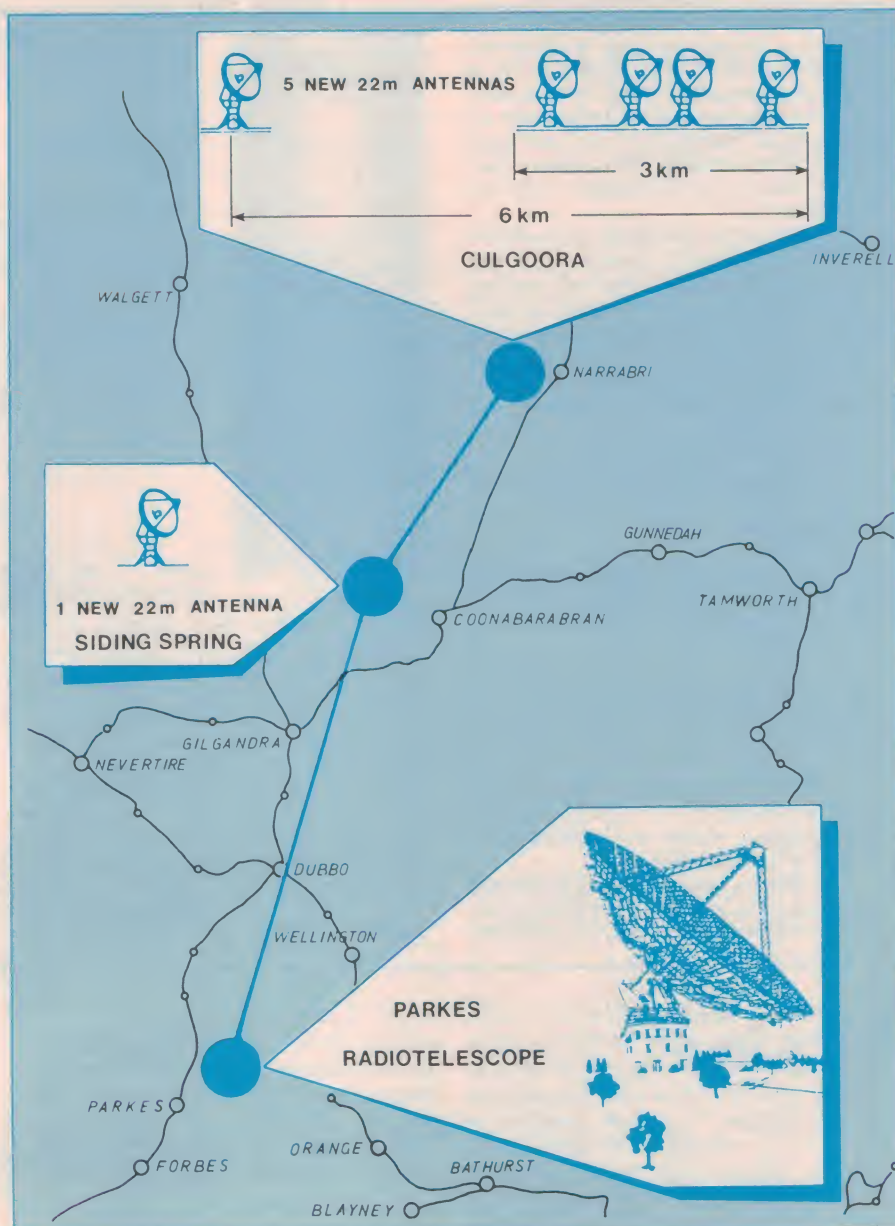 5 NEW 22m ANTENNAS
3km
6km
CULGOORA
INVERELL
WALGETT
NARRABRI
1 NEW 22m ANTENNA
SIDING SPRING
GUNNEDAH
TAMWORTH
COONABARABRAN
GILGANDRA
NEVERTIRE
DUBBO
WELLINGTON
PARKES
RADIOTELESCOPE
PARKES
FORBES
ORANGE
BATHURST
BLAYNEY